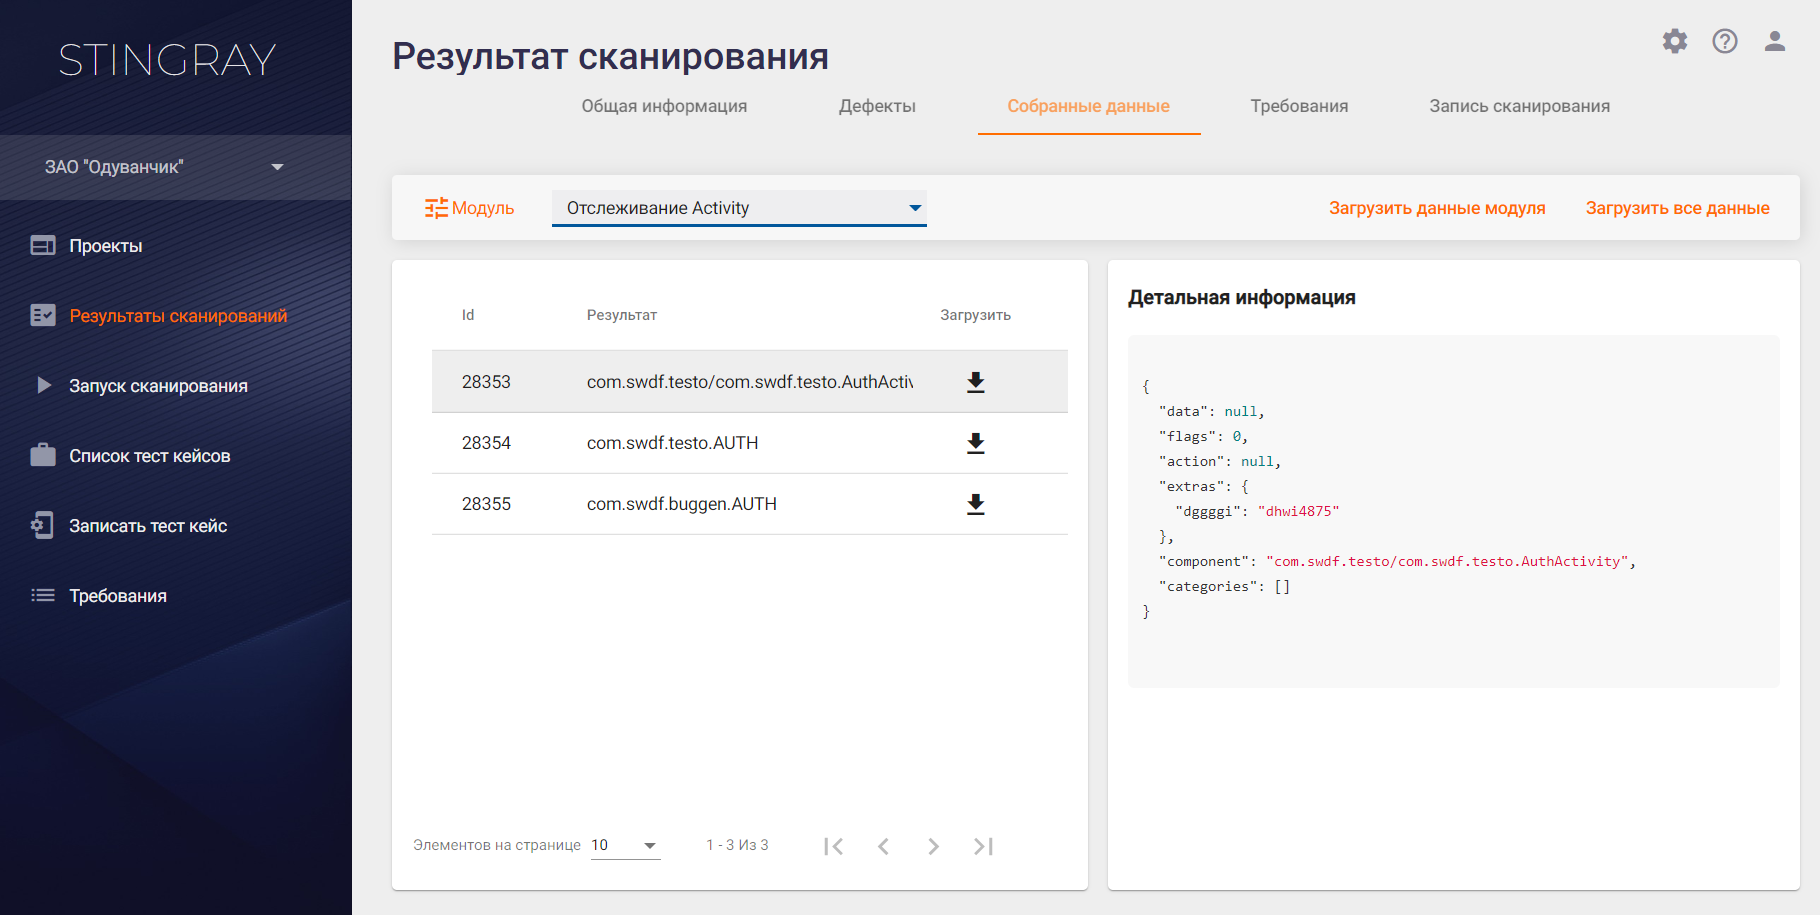 STINGRAY
ЗАО "Одуванчик"
Проекты
Результаты сканирований
Запуск сканирования
Список тест кейсов
Записать тест кейс
Требования
Результат сканирования
Общая информация
Дефекты
Собранные данные
Требования
Запись сканирования
Модуль
Отслеживание Activity
Загрузить данные модуля
Загрузить все данные
Id Результат Загрузить
28353 com.swdf.testo/com.swdf.testo.AuthActiv
28354 com.swdf.testo.AUTH
28355 com.swdf.buggen.AUTH
Элементов на странице 10 1 - 3 Из 3
Детальная информация
{
"data": null,
"flags": 0,
"action": null,
"extras": {
"dggggi": "dhwi4875"
},
"component": "com.swdf.testo/com.swdf.testo.AuthActivity",
"categories": []
}